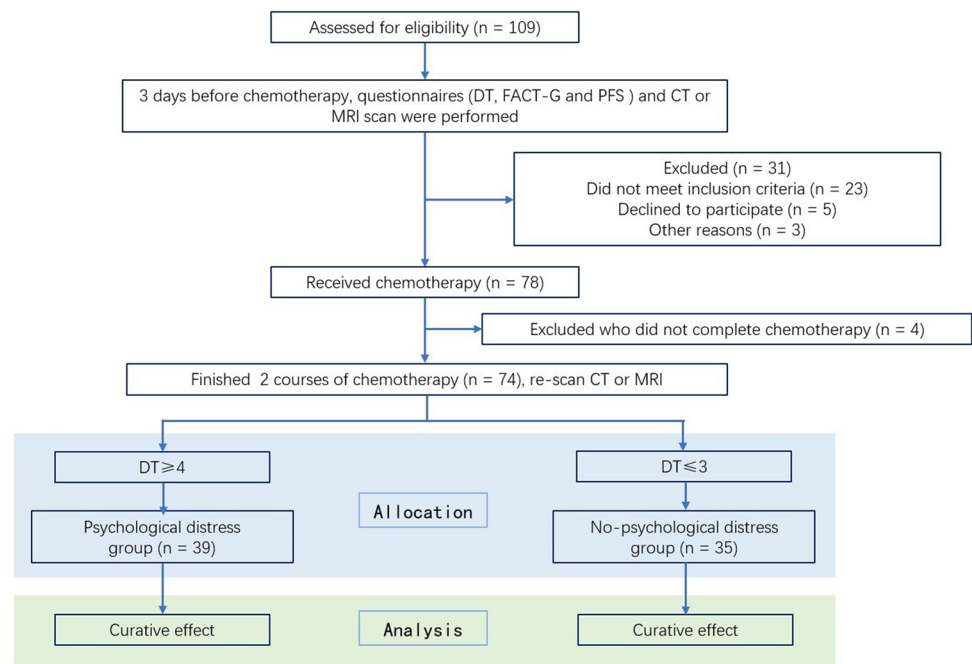 Assessed for eligibility (n = 109)
3 days before chemotherapy, questionnaires (DT, FACT-G and PFS ) and CT or
MRI scan were performed
Excluded (n = 31)
Did not meet inclusion criteria (n = 23)
Declined to participate (n = 5)
Other reasons (n = 3)
Received chemotherapy (n = 78)
Excluded who did not complete chemotherapy (n = 4)
Finished 2 courses of chemotherapy (n = 74), re-scan CT or MRI
DT≥4
DT≤3
Allocation
Psychological distress
group (n = 39)
No-psychological distress
group (n = 35)
Curative effect
Analysis
Curative effect